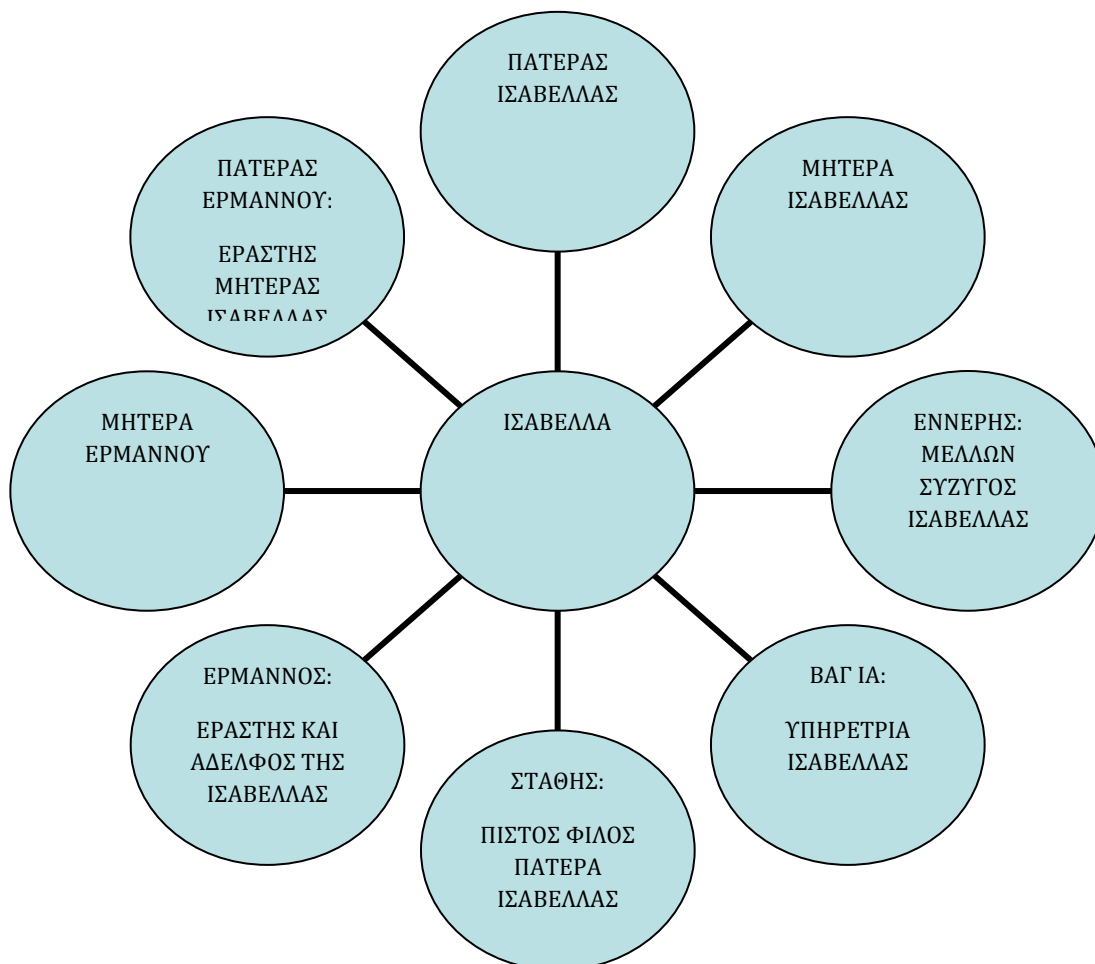 ΠΑΤΕΡΑΣ
ΙΣΑΒΕΛΛΑΣ
ΜΗΤΕΡΑ
ΙΣΑΒΕΛΛΑΣ
ΠΑΤΕΡΑΣ
ΕΡΜΑΝΝΟΥ:
ΕΡΑΣΤΗΣ
ΜΗΤΕΡΑΣ
ΙΣΑΒΕΛΛΑΣ
ΜΗΤΕΡΑ
ΕΡΜΑΝΝΟΥ
ΙΣΑΒΕΛΛΑ
ΕΝΝΕΡΗΣ:
ΜΕΛΛΩΝ
ΣΥΖΥΓΟΣ
ΙΣΑΒΕΛΛΑΣ
ΕΡΜΑΝΝΟΣ:
ΕΡΑΣΤΗΣ ΚΑΙ
ΑΔΕΛΦΟΣ ΤΗΣ
ΙΣΑΒΕΛΛΑΣ
ΒΑΓ ΙΑ:
ΥΠΗΡΕΤΡΙΑ
ΙΣΑΒΕΛΛΑΣ
ΣΤΑΘΗΣ:
ΠΙΣΤΟΣ ΦΙΛΟΣ
ΠΑΤΕΡΑ
ΙΣΑΒΕΛΛΑΣ